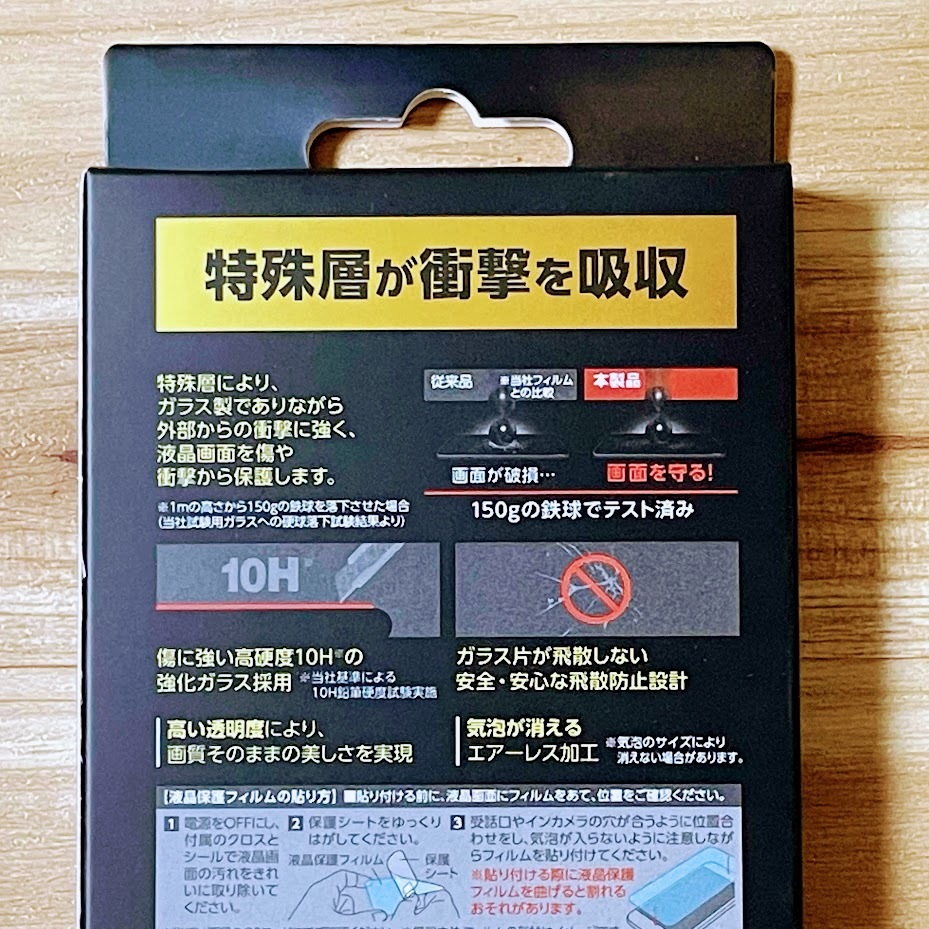 特殊層が衝撃を吸収
特殊層により、
ガラス製でありながら
外部からの衝撃に強く、
液晶画面を傷や
衝撃から保護します。
※1mの高さから150gの鉄球を落下させた場合
(当社試験用ガラスへの硬球落下試験結果より)
従来品
※当社フィルム
との比較
本製品
画面が破損…
画面を守る!
150gの鉄球でテスト済み
10H※
傷に強い高硬度10H※の
強化ガラス採用
※当社基準による
10H鉛筆硬度試験実施
ガラス片が飛散しない
安全・安心な飛散防止設計
高い透明度により、
画質そのままの美しさを実現
気泡が消える
エアーレス加工
※気泡のサイズにより
消えない場合があります。
【液晶保護フィルムの貼り方】■貼り付ける前に、液晶画面にフィルムをあて、位置をご確認ください。
1 電源をOFFにし、
付属のクロスと
シールで液晶画
面の汚れをきれ
いに取り除いて
ください。
2 保護シートをゆっくり
はがしてください。
液晶保護フィルム
保護
シート
3 受話口やインカメラの穴が合うように位置合
わせをし、気泡が入らないように注意しなが
らフィルムを貼り付けてください。
※貼り付ける際に液晶保護
フィルムを曲げると割れる
おそれがあります。